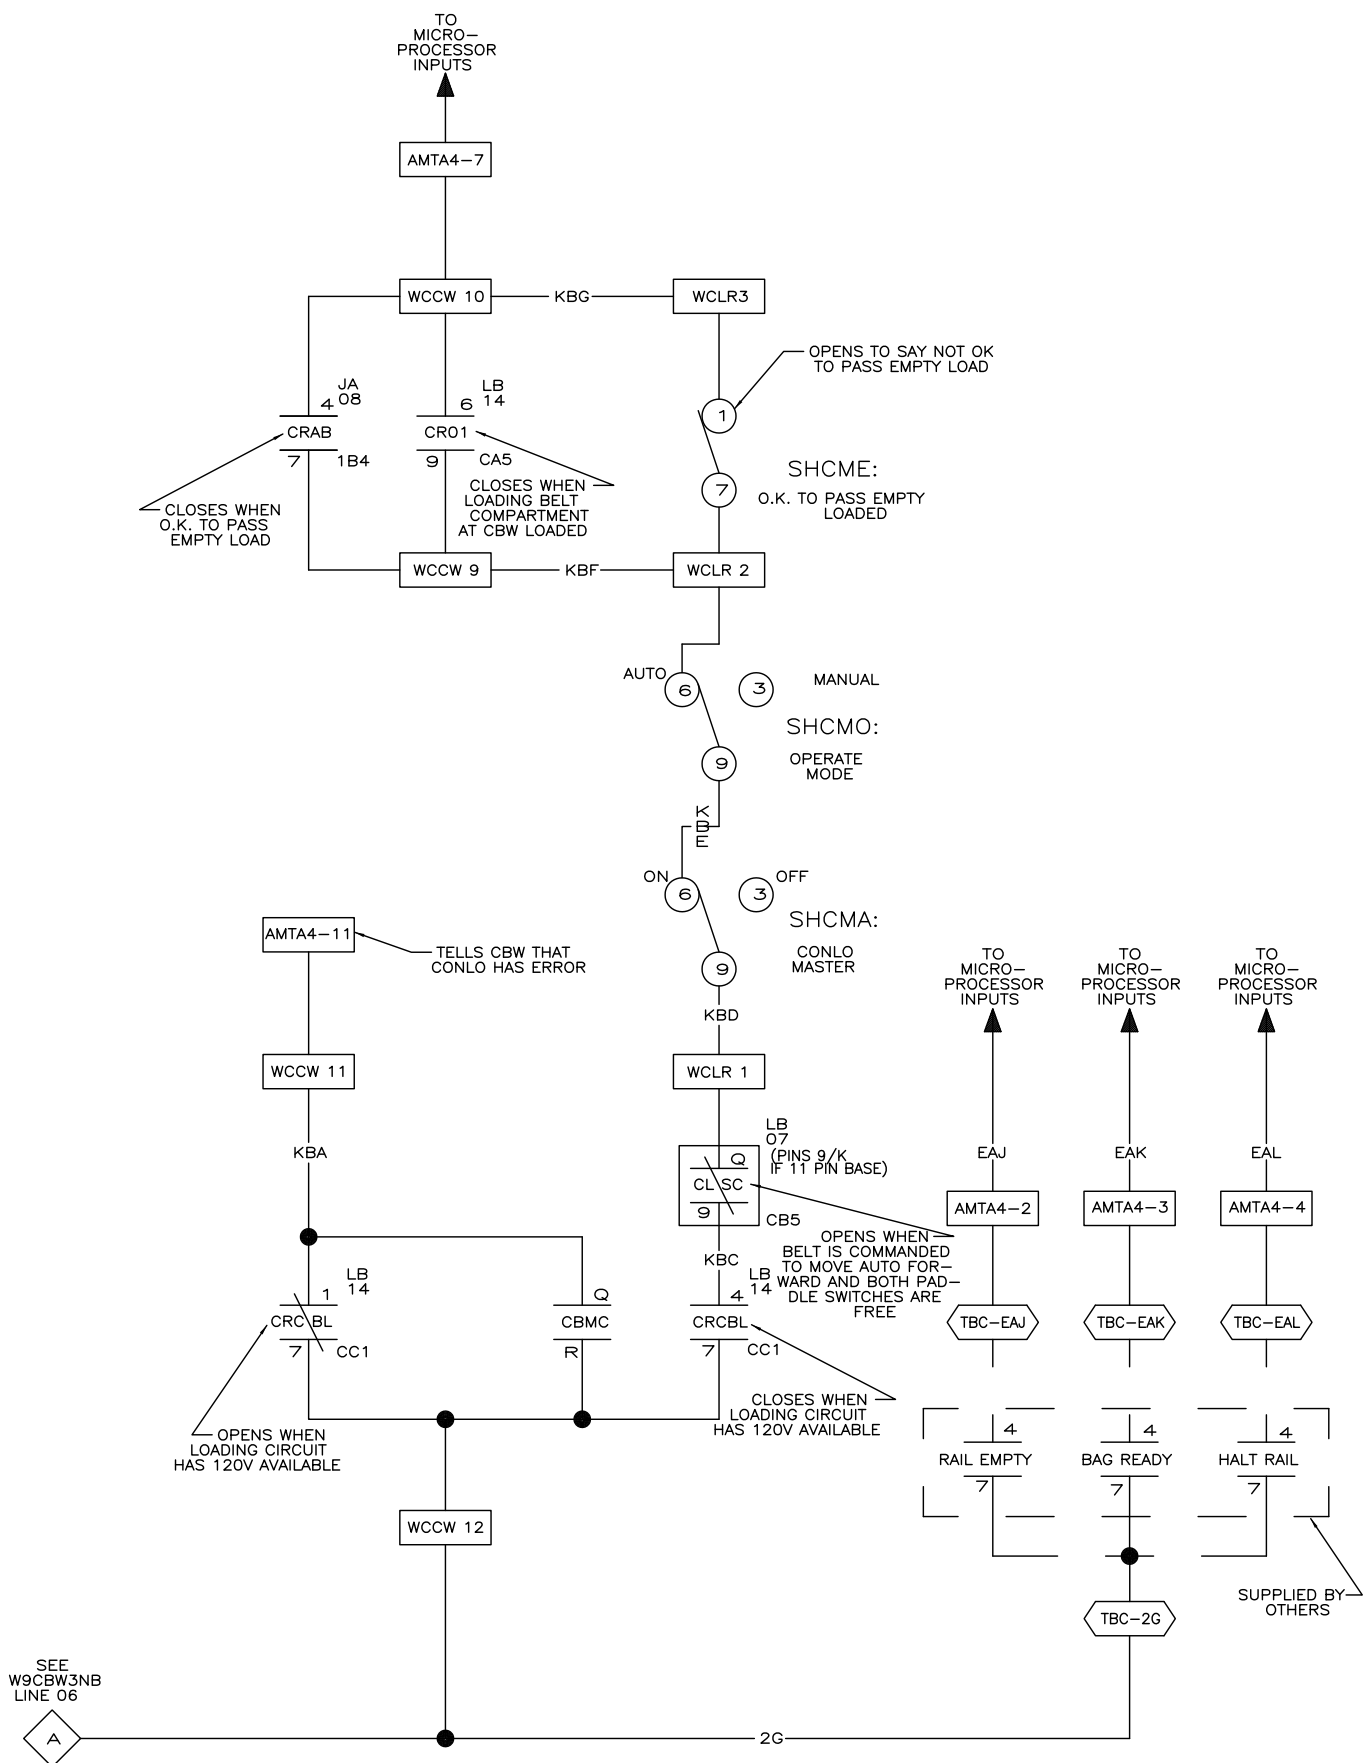 TO
MICRO-
PROCESSOR
INPUTS
AMTA4-7
WCCW 10
KBG
WCLR3
OPENS TO SAY NOT OK
TO PASS EMPTY LOAD
JA
08
4
CRAB
7
1B4
LB
14
6
CR01
9
CA5
1
7
SHCME:
O.K. TO PASS EMPTY
LOADED
CLOSES WHEN
O.K. TO PASS
EMPTY LOAD
CLOSES WHEN
LOADING BELT
COMPARTMENT
AT CBW LOADED
WCCW 9
KBF
WCLR 2
AUTO
6
3
MANUAL
SHCMO:
9
OPERATE
MODE
K
B
E
ON
6
3
OFF
SHCMA:
9
CONLO
MASTER
KBD
WCLR 1
AMTA4-11
TELLS CBW THAT
CONLO HAS ERROR
WCCW 11
KBA
TO
MICRO-
PROCESSOR
INPUTS
TO
MICRO-
PROCESSOR
INPUTS
TO
MICRO-
PROCESSOR
INPUTS
LB
07
(PINS 9/K
IF 11 PIN BASE)
Q
CLSC
9
CB5
OPENS WHEN
BELT IS COMMANDED
TO MOVE AUTO FOR-
WARD AND BOTH PAD-
DLE SWITCHES ARE
FREE
KBC
EAJ
EAK
EAL
AMTA4-2
AMTA4-3
AMTA4-4
TBC-EAJ
TBC-EAK
TBC-EAL
LB
14
1
CRCBL
7
CC1
Q
CBMC
R
LB
14
4
CRCBL
7
CC1
OPENS WHEN
LOADING CIRCUIT
HAS 120V AVAILABLE
CLOSES WHEN
LOADING CIRCUIT
HAS 120V AVAILABLE
4
RAIL EMPTY
7
4
BAG READY
7
4
HALT RAIL
7
WCCW 12
SUPPLIED BY
OTHERS
TBC-2G
SEE
W9CBW3NB
LINE 06
A
2G